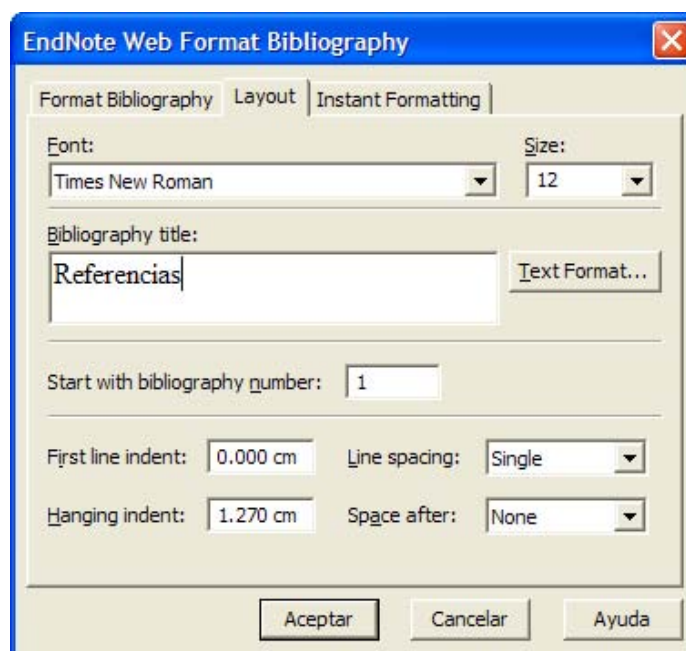 EndNote Web Format Bibliography
Format Bibliography Layout Instant Formatting
Font: Size:
Times New Roman 12
Bibliography title:
Referencias Text Format...
Start with bibliography number: 1
First line indent: 0.000 cm Line spacing: Single
Hanging indent: 1.270 cm Space after: None
Aceptar Cancelar Ayuda